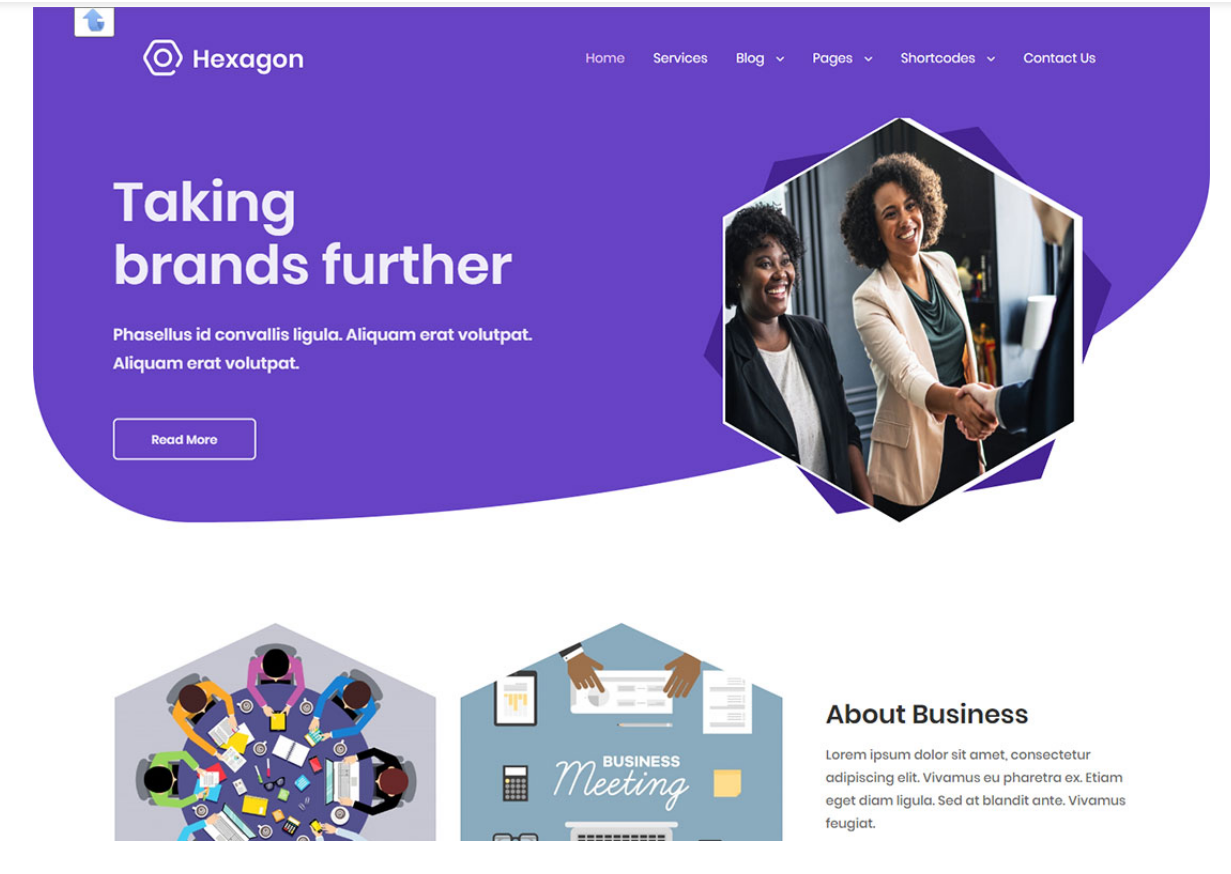 Hexagon
Home Services Blog Pages Shortcodes Contact Us
Taking
brands further
Phasellus id convallis ligula. Aliquam erat volutpat.
Aliquam erat volutpat.
Read More
BUSINESS
Meeting
About Business
Lorem ipsum dolor sit amet, consectetur
adipiscing elit. Vivamus eu pharetra ex. Etiam
eget diam ligula. Sed at blandit ante. Vivamus
feugiat.